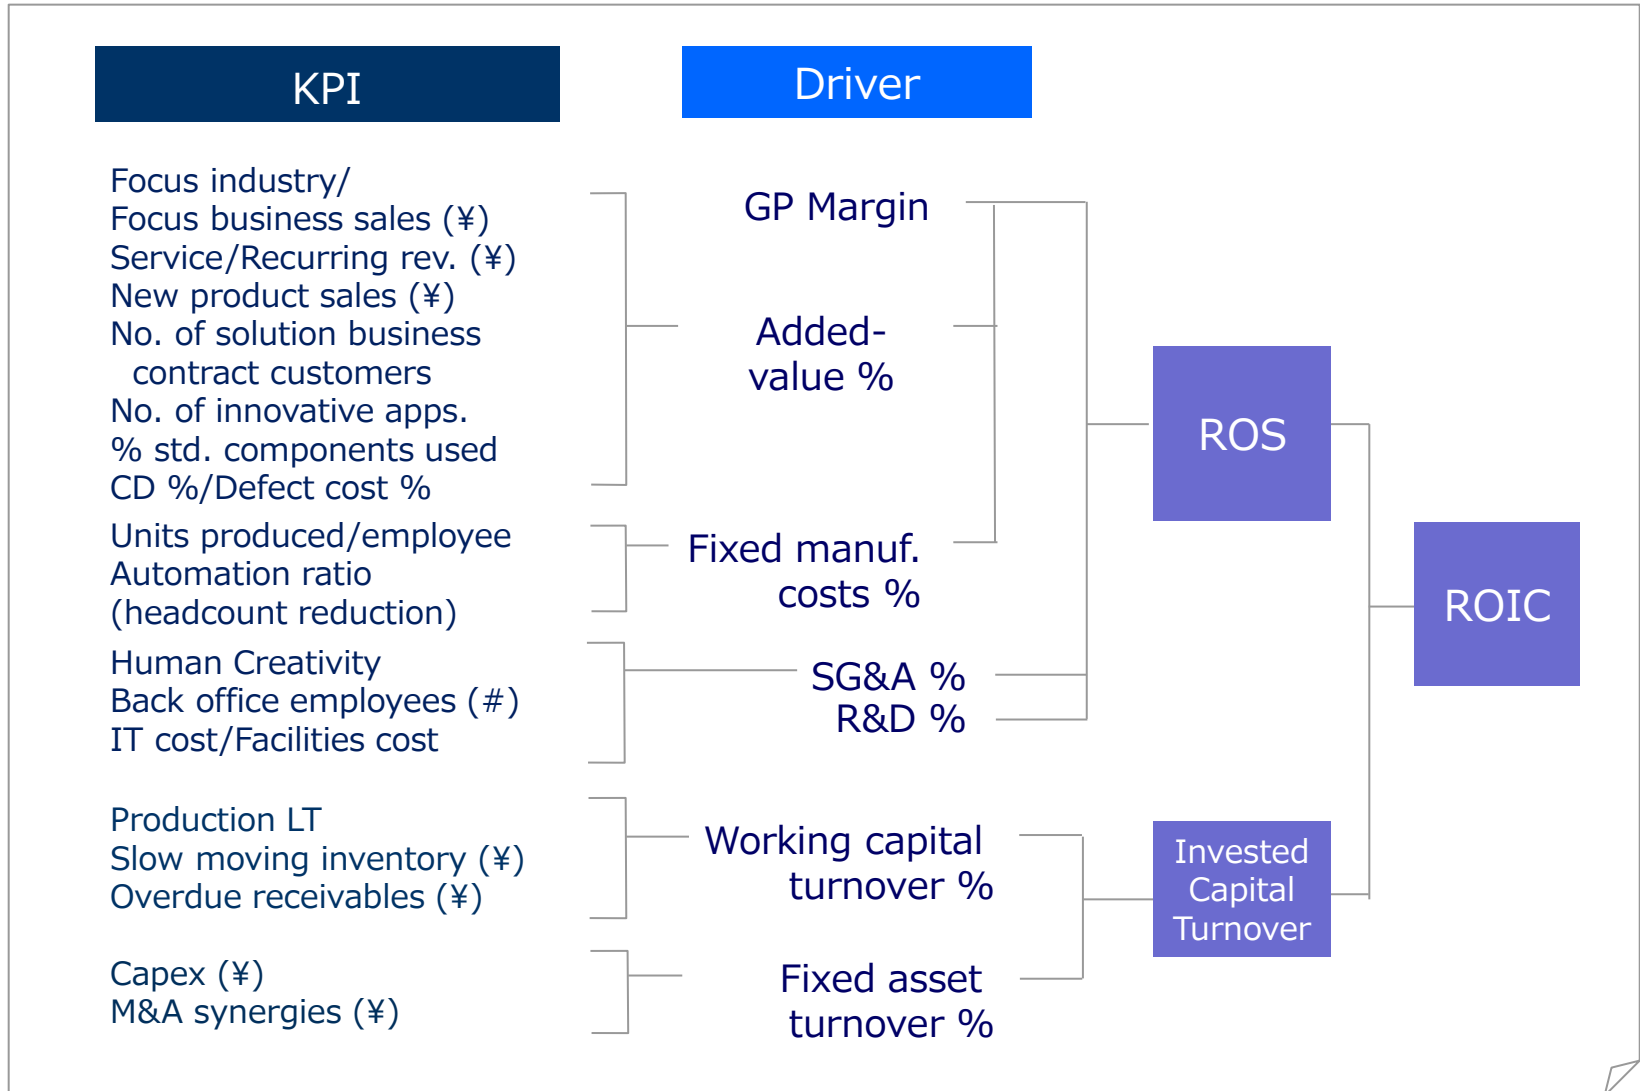 KPI
Driver
Focus industry/
Focus business sales (¥)
Service/Recurring rev. (¥)
New product sales (¥)
No. of solution business
contract customers
No. of innovative apps.
% std. components used
CD %/Defect cost %
Units produced/employee
Automation ratio
(headcount reduction)
Human Creativity
Back office employees (#)
IT cost/Facilities cost
Production LT
Slow moving inventory (¥)
Overdue receivables (¥)
Capex (¥)
M&A synergies (¥)
GP Margin
Added-
value %
Fixed manuf.
costs %
SG&A %
R&D %
Working capital
turnover %
Fixed asset
turnover %
ROS
Invested
Capital
Turnover
ROIC